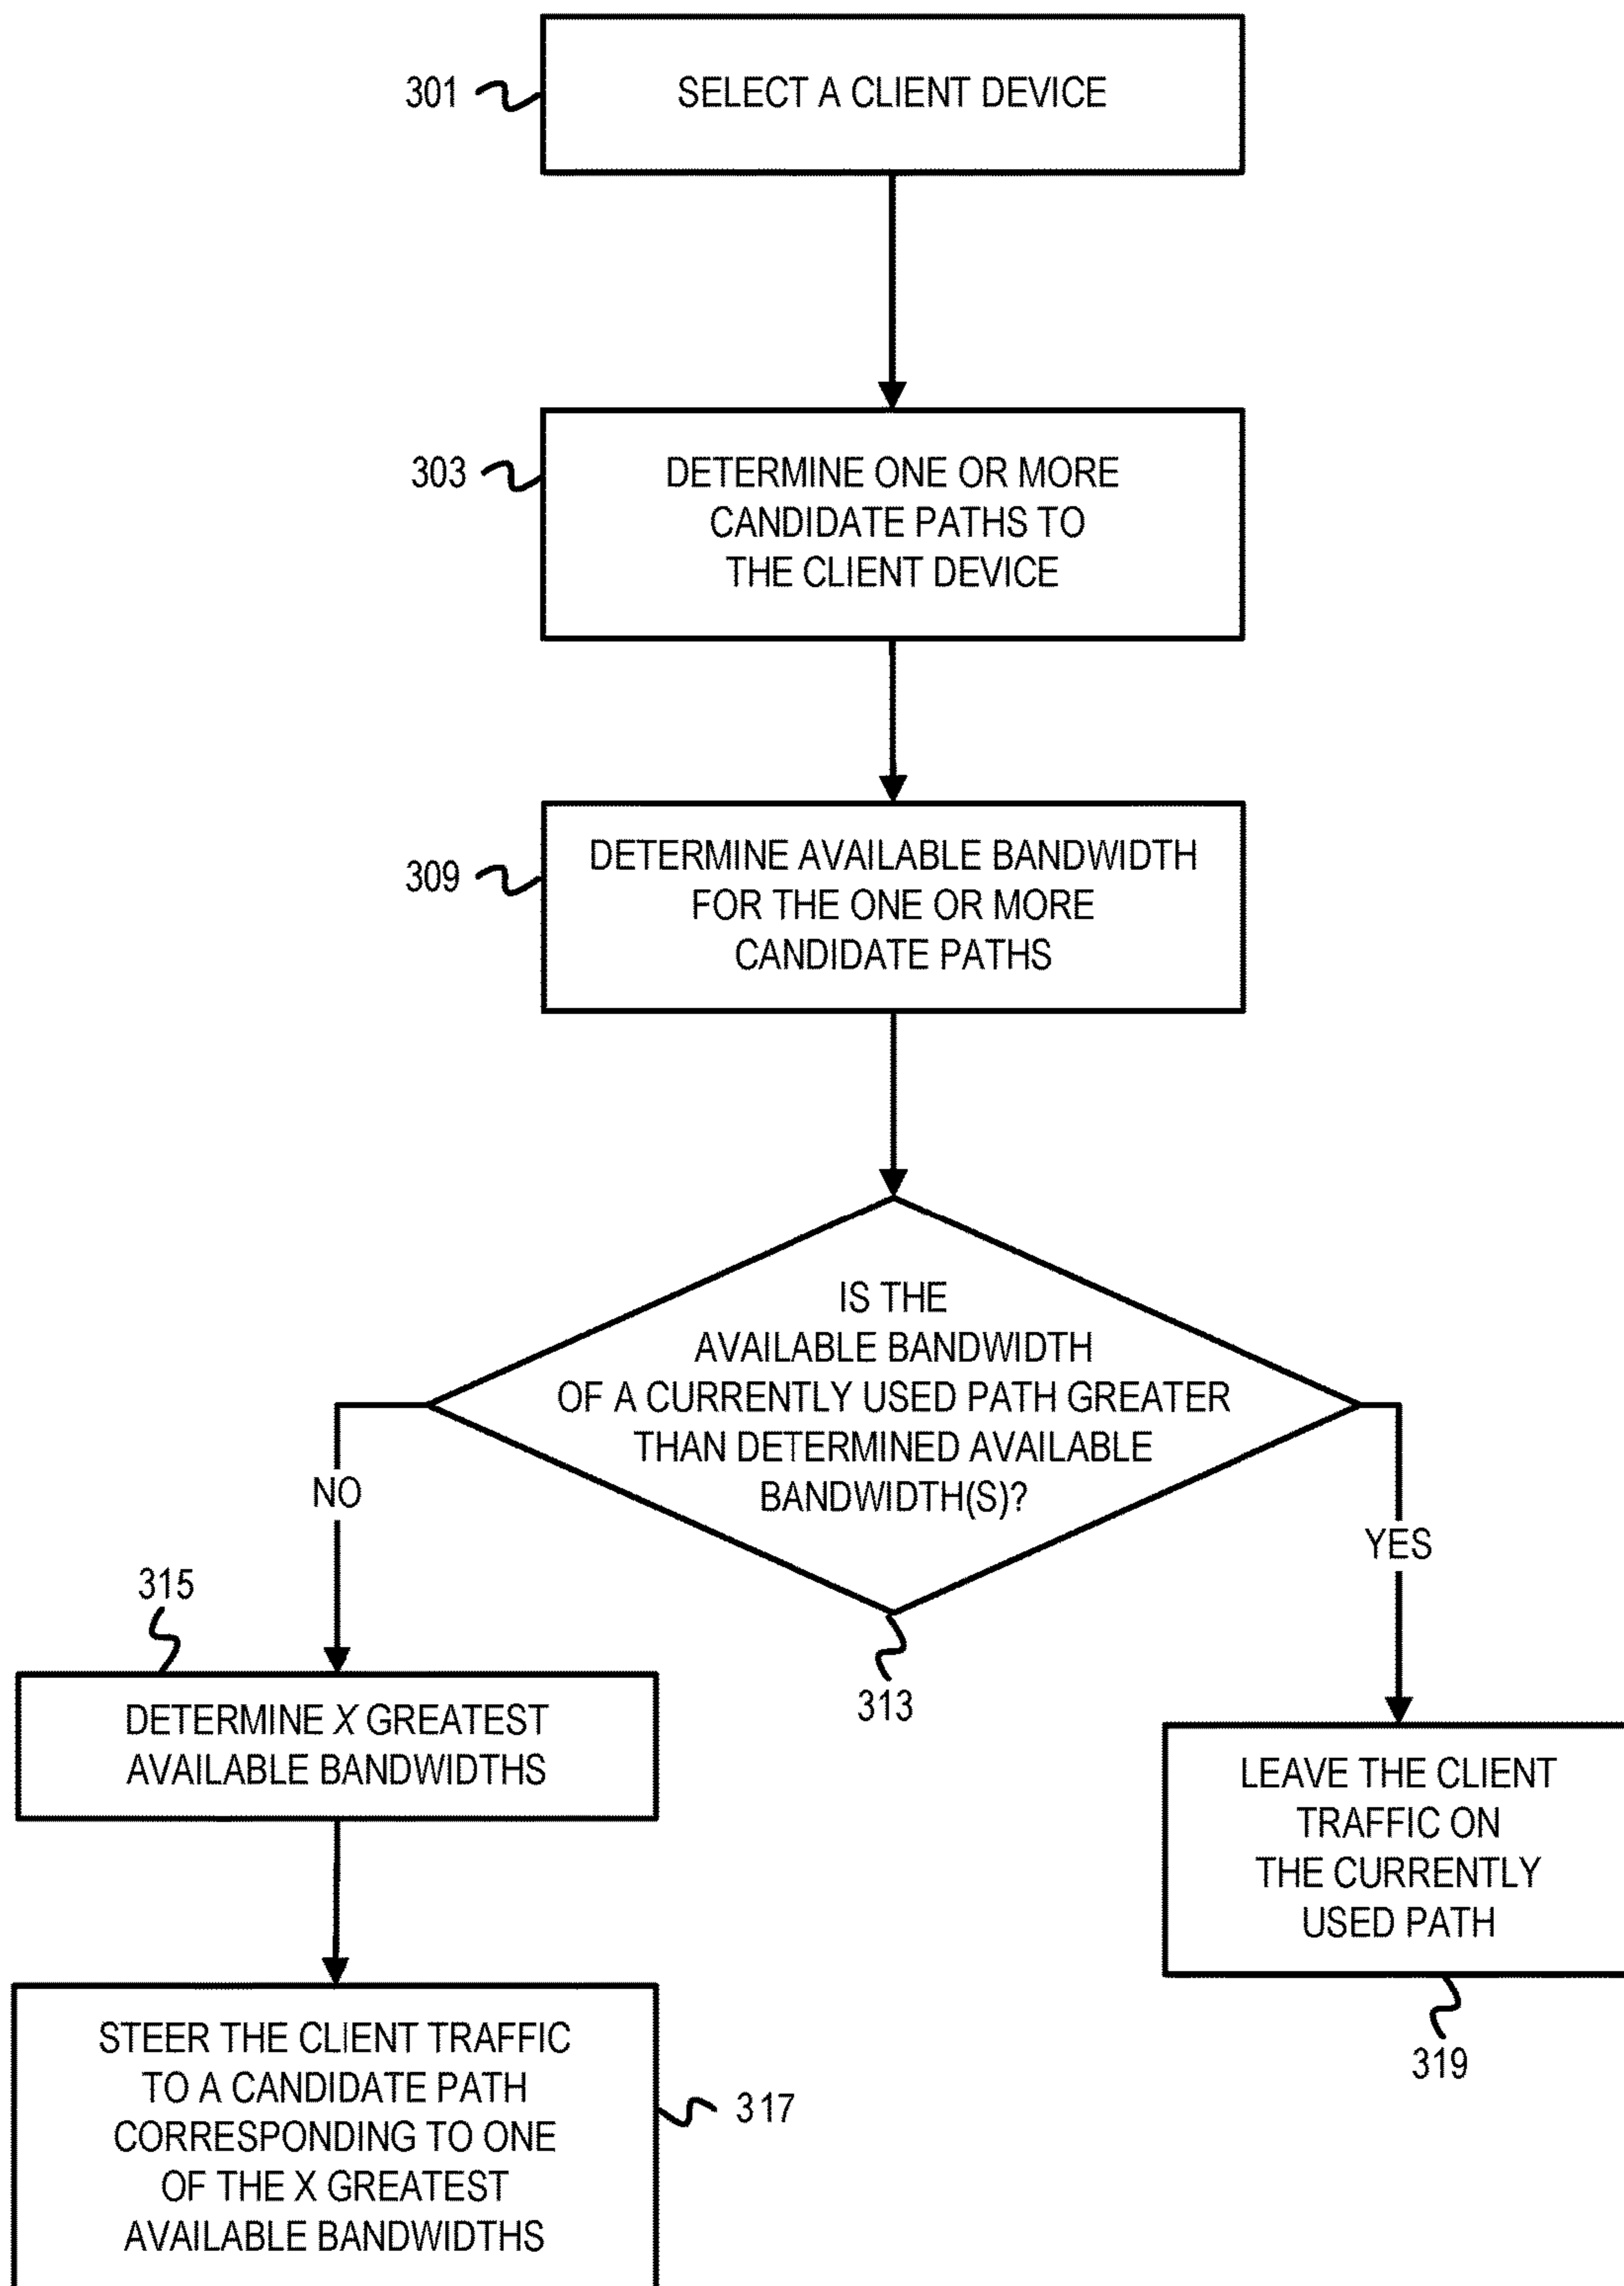 301
SELECT A CLIENT DEVICE
303
DETERMINE ONE OR MORE
CANDIDATE PATHS TO
THE CLIENT DEVICE
309
DETERMINE AVAILABLE BANDWIDTH
FOR THE ONE OR MORE
CANDIDATE PATHS
IS THE
AVAILABLE BANDWIDTH
OF A CURRENTLY USED PATH GREATER
THAN DETERMINED AVAILABLE
BANDWIDTH(S)?
313
NO
YES
315
DETERMINE X GREATEST
AVAILABLE BANDWIDTHS
STEER THE CLIENT TRAFFIC
TO A CANDIDATE PATH
CORRESPONDING TO ONE
OF THE X GREATEST
AVAILABLE BANDWIDTHS
317
LEAVE THE CLIENT
TRAFFIC ON
THE CURRENTLY
USED PATH
319